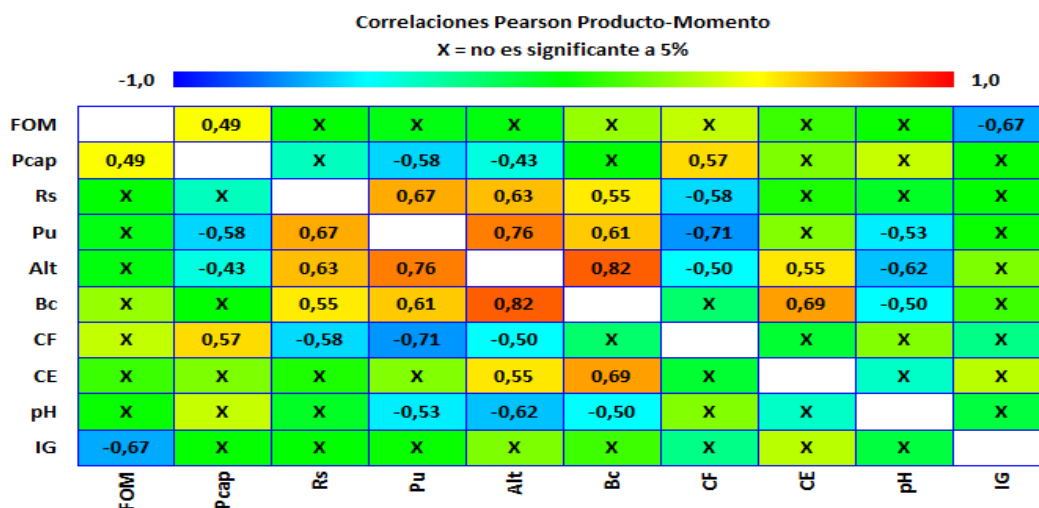 Correlaciones Pearson Producto-Momento
X = no es significante a 5%
-1,0 1,0
FOM 0,49 X X X X X X X -0,67
Pcap 0,49 X -0,58 -0,43 X 0,57 X X X
Rs X X 0,67 0,63 0,55 -0,58 X X X
Pu X -0,58 0,67 0,76 0,61 -0,71 X -0,53 X
Alt X -0,43 0,63 0,76 0,82 -0,50 0,55 -0,62 X
Bc X X 0,55 0,61 0,82 X 0,69 -0,50 X
CF X 0,57 -0,58 -0,71 -0,50 X X X X
CE X X X X 0,55 0,69 X X X
pH X X X -0,53 -0,62 -0,50 X X X
IG -0,67 X X X X X X X X
FOM Pcap Rs Pu Alt Bc CF CE pH IG